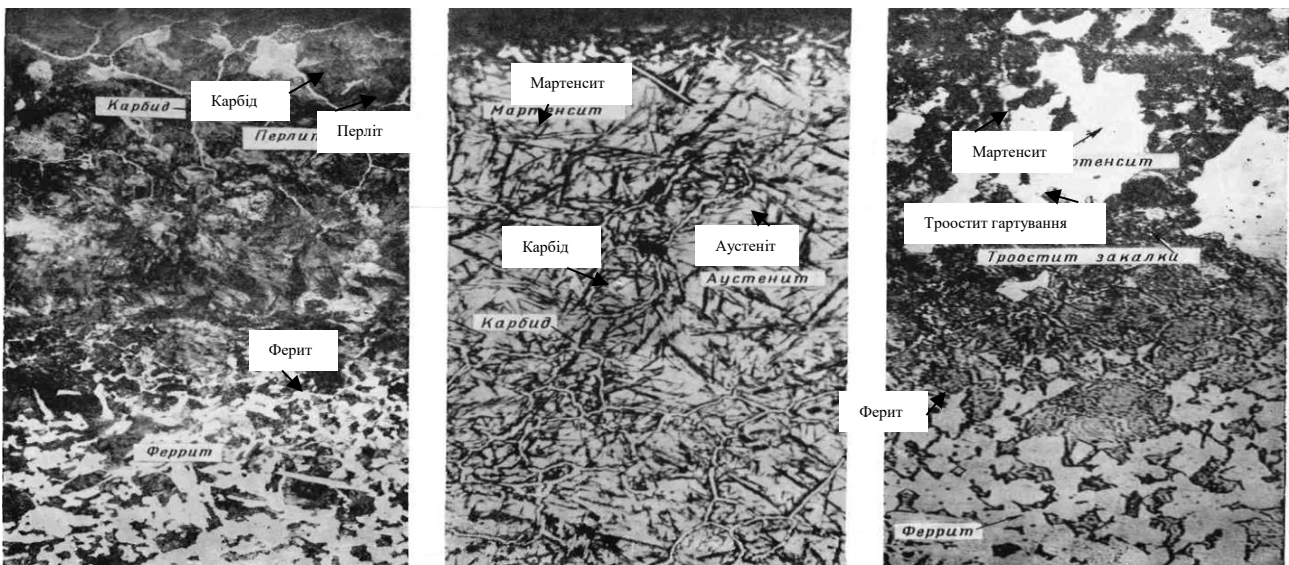 Карбід
Карбид
Перліт
Перлит
Ферит
Феррит
Мартенсит
Мартенсит
Карбід
Аустеніт
Аустенит
Карбид
Мартенсит
Троостит гартування
Троостит закалки
Ферит
Феррит